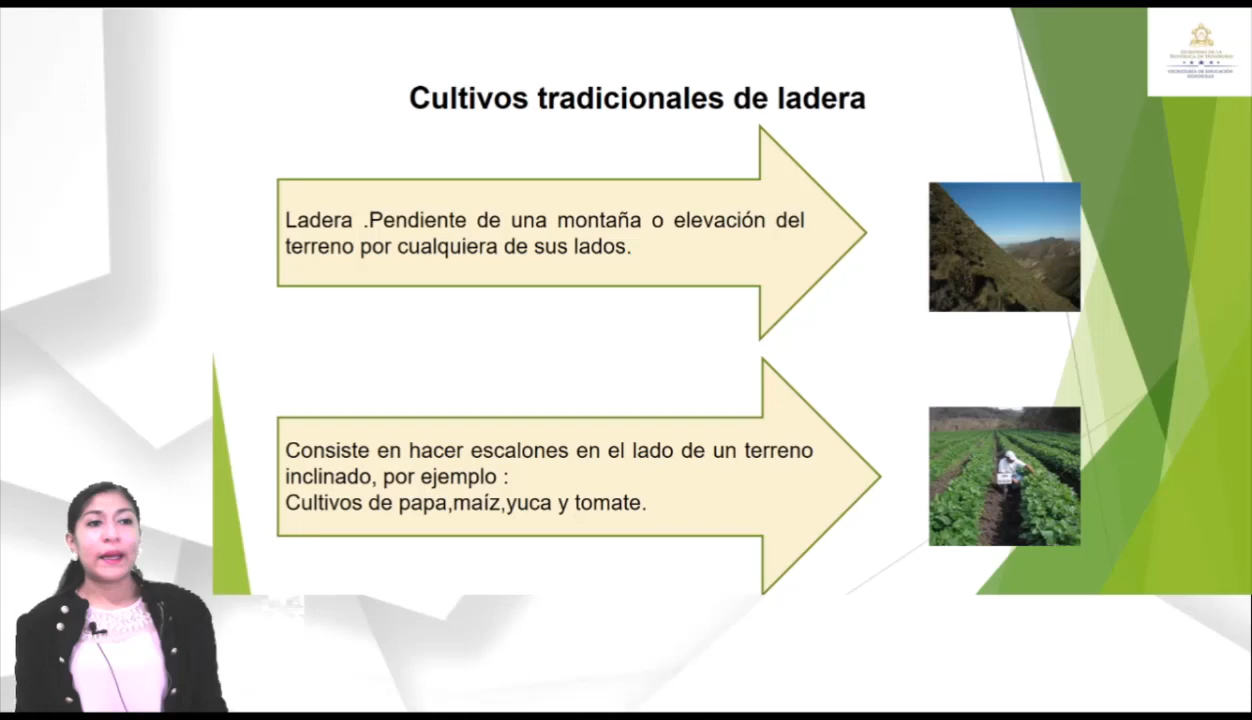 Cultivos tradicionales de ladera
Ladera .Pendiente de una montaña o elevación del
terreno por cualquiera de sus lados.
Consiste en hacer escalones en el lado de un terreno
inclinado, por ejemplo :
Cultivos de papa,maíz,yuca y tomate.